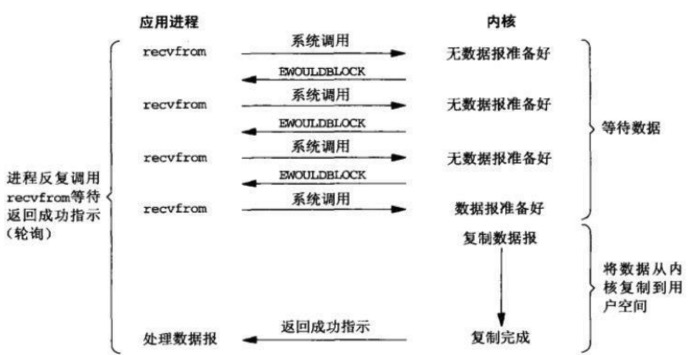 应用进程
内核
recvfrom
系统调用
无数据报准备好
EWOULDBLOCK
recvfrom
系统调用
无数据报准备好
EWOULDBLOCK
recvfrom
系统调用
无数据报准备好
EWOULDBLOCK
recvfrom
系统调用
数据报准备好
等待数据
进程反复调用
recvfrom等待
返回成功指示
（轮询）
复制数据报
将数据从内
核复制到用
户空间
处理数据报
返回成功指示
复制完成